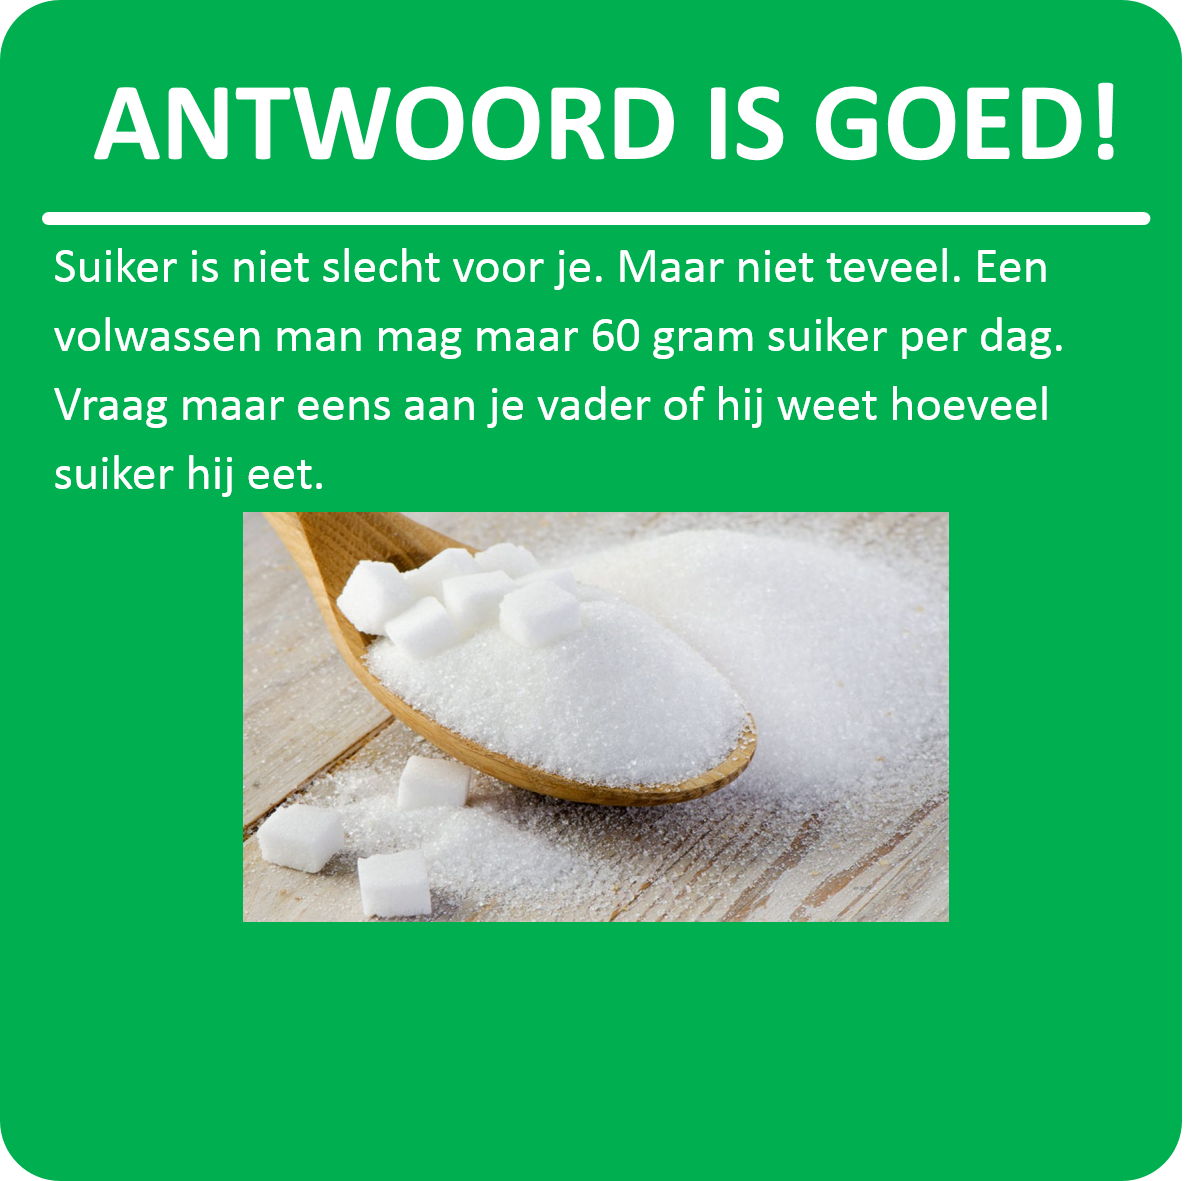 ANTWOORD IS GOED!
Suiker is niet slecht voor je. Maar niet teveel. Een
volwassen man mag maar 60 gram suiker per dag.
Vraag maar eens aan je vader of hij weet hoeveel
suiker hij eet.